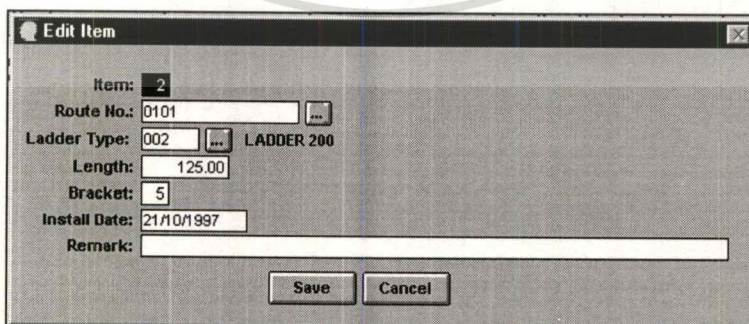 Edit Item
Item: 2
Route No.: 0101 ...
Ladder Type: 002 ... LADDER 200
Length: 125.00
Bracket: 5
Install Date: 21/10/1997
Remark:
Save Cancel